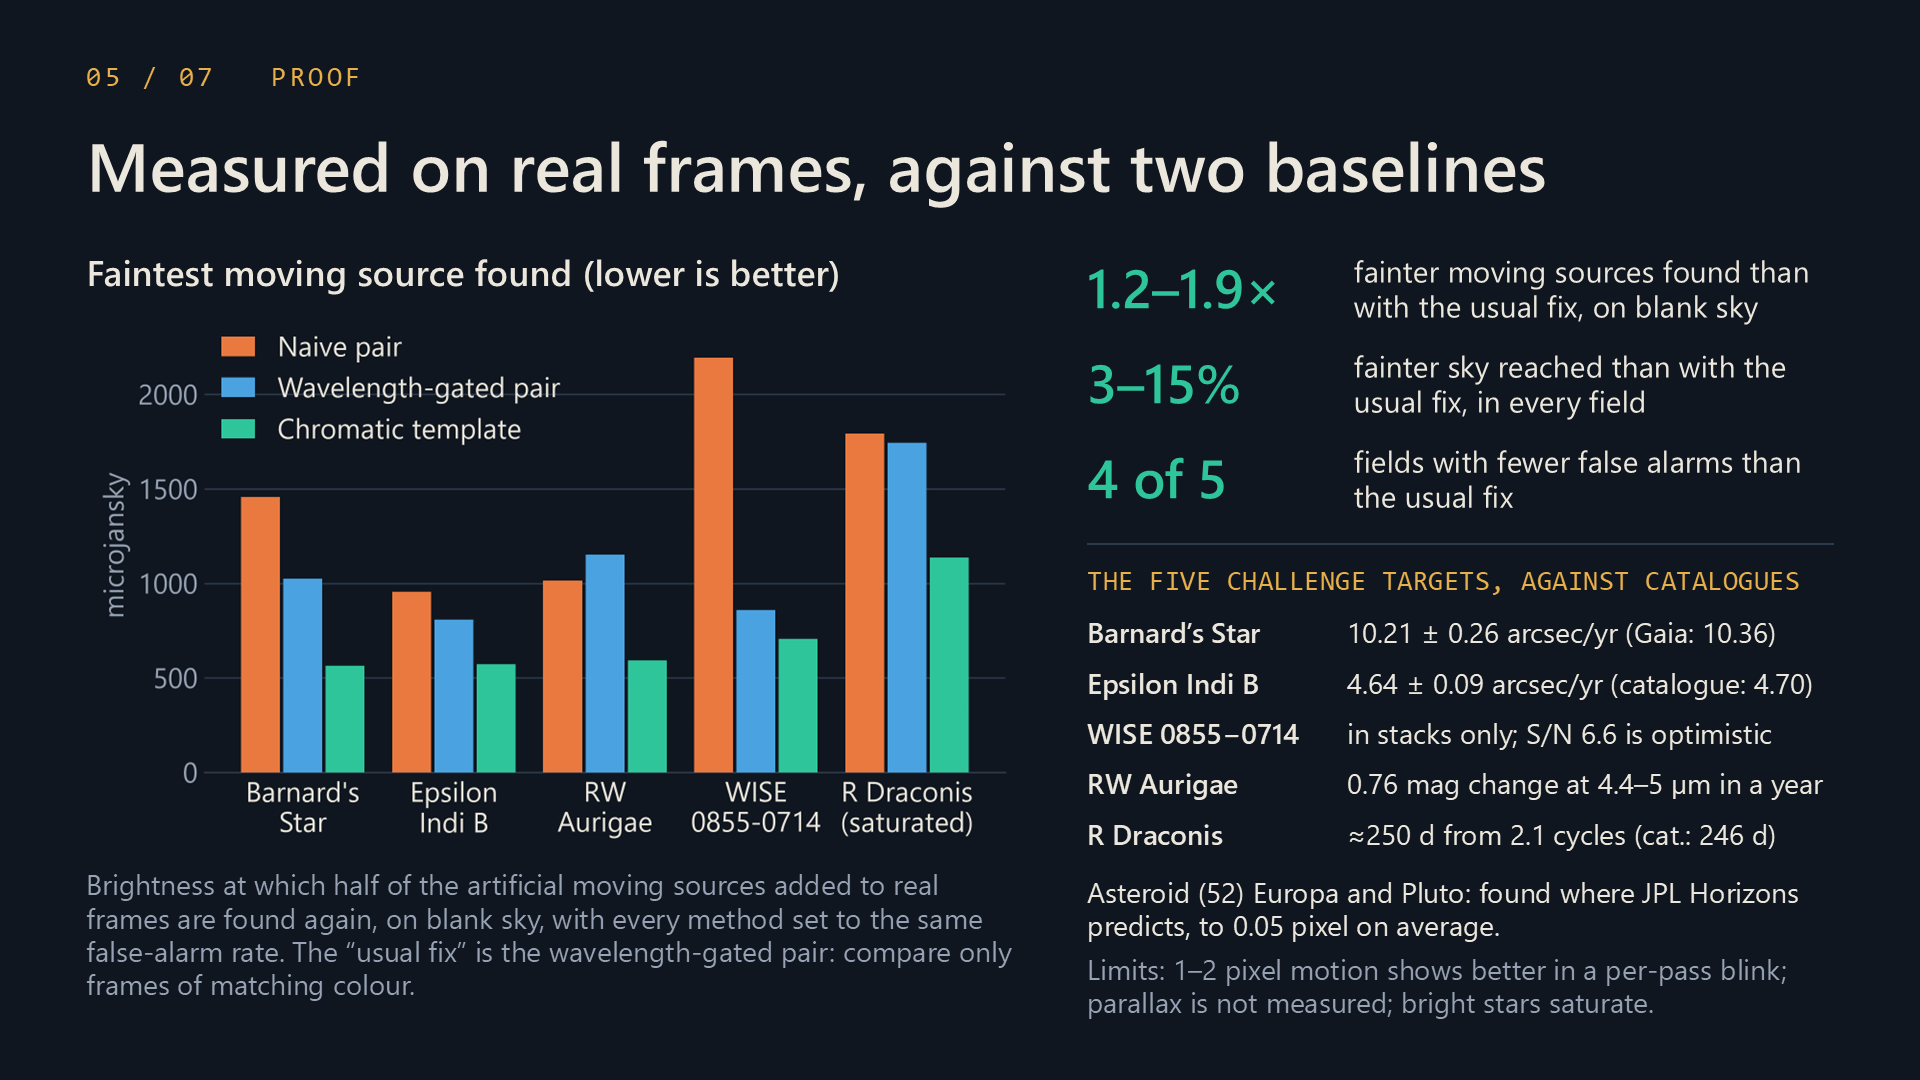 05 / 07 PROOF
Measured on real frames, against two baselines
Faintest moving source found (lower is better)
Naive pair
Wavelength-gated pair
Chromatic template
microjansky
2000
1500
1000
500
0
Barnard's
Star
Epsilon
Indi B
RW
Aurigae
WISE
0855-0714
R Draconis
(saturated)
Brightness at which half of the artificial moving sources added to real
frames are found again, on blank sky, with every method set to the same
false-alarm rate. The “usual fix” is the wavelength-gated pair: compare only
frames of matching colour.
1.2–1.9× fainter moving sources found than
with the usual fix, on blank sky
3–15% fainter sky reached than with the
usual fix, in every field
4 of 5 fields with fewer false alarms than
the usual fix
THE FIVE CHALLENGE TARGETS, AGAINST CATALOGUES
Barnard’s Star 10.21 ± 0.26 arcsec/yr (Gaia: 10.36)
Epsilon Indi B 4.64 ± 0.09 arcsec/yr (catalogue: 4.70)
WISE 0855−0714 in stacks only; S/N 6.6 is optimistic
RW Aurigae 0.76 mag change at 4.4–5 µm in a year
R Draconis ≈250 d from 2.1 cycles (cat.: 246 d)
Asteroid (52) Europa and Pluto: found where JPL Horizons
predicts, to 0.05 pixel on average.
Limits: 1–2 pixel motion shows better in a per-pass blink;
parallax is not measured; bright stars saturate.